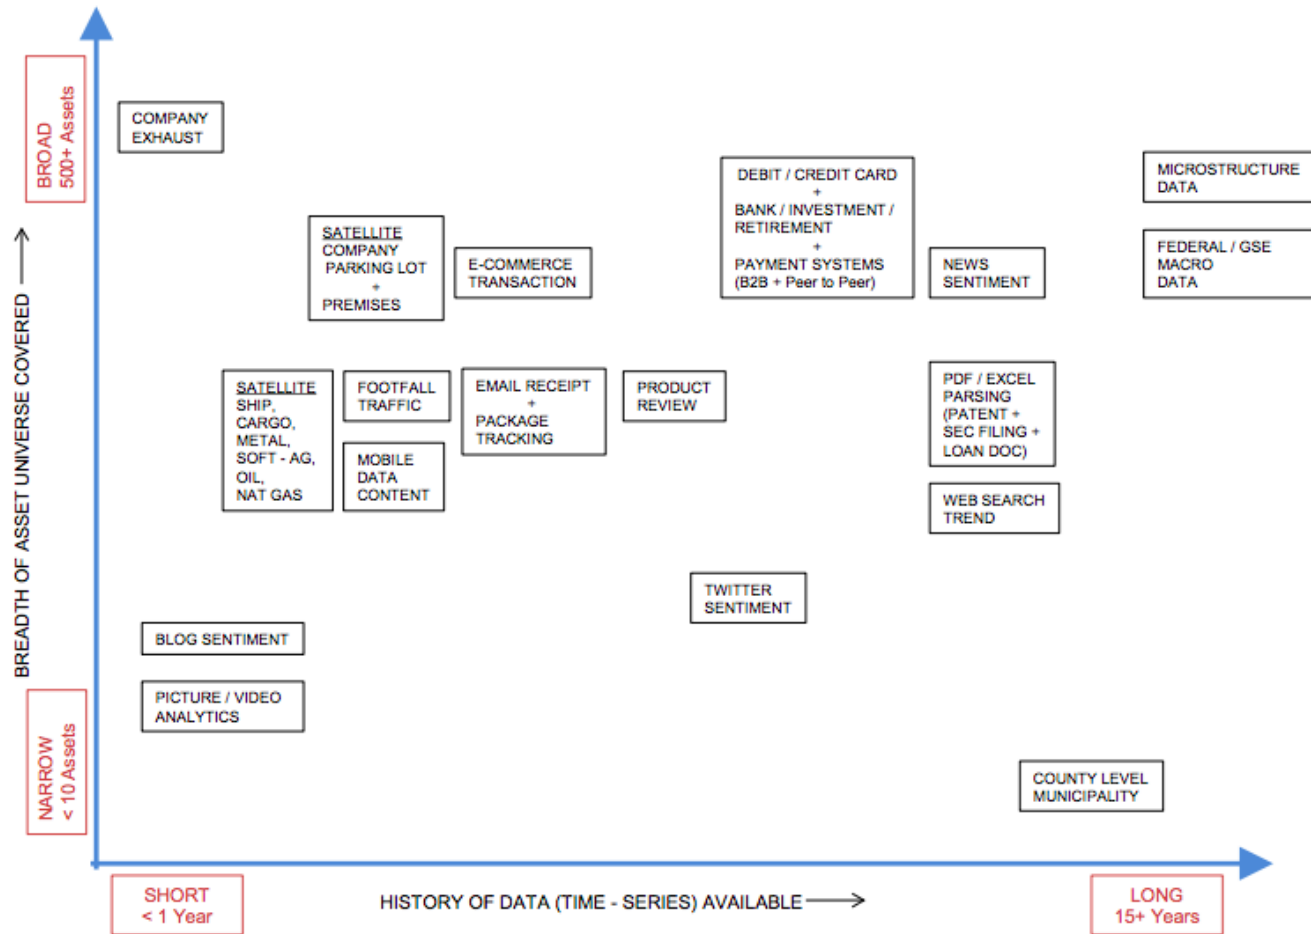 BROAD
500+ Assets
BREADTH OF ASSET UNIVERSE COVERED
NARROW
< 10 Assets
COMPANY
EXHAUST
SATELLITE
COMPANY
PARKING LOT
+
PREMISES
E-COMMERCE
TRANSACTION
DEBIT / CREDIT CARD
+
BANK / INVESTMENT /
RETIREMENT
+
PAYMENT SYSTEMS
(B2B + Peer to Peer)
NEWS
SENTIMENT
MICROSTRUCTURE
DATA
FEDERAL / GSE
MACRO
DATA
SATELLITE
SHIP,
CARGO,
METAL,
SOFT - AG,
OIL,
NAT GAS
FOOTFALL
TRAFFIC
MOBILE
DATA
CONTENT
EMAIL RECEIPT
+
PACKAGE
TRACKING
PRODUCT
REVIEW
PDF / EXCEL
PARSING
(PATENT +
SEC FILING +
LOAN DOC)
WEB SEARCH
TREND
TWITTER
SENTIMENT
BLOG SENTIMENT
PICTURE / VIDEO
ANALYTICS
COUNTY LEVEL
MUNICIPALITY
SHORT
< 1 Year
HISTORY OF DATA (TIME - SERIES) AVAILABLE
LONG
15+ Years